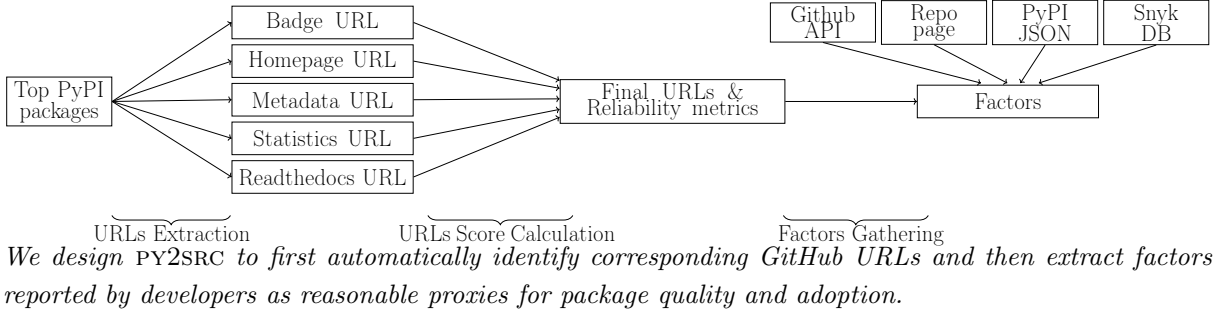 Badge URL
Homepage URL
Metadata URL
Statistics URL
Readthedocs URL
Top PyPI
packages
Final URLs &
Reliability metrics
Github
API
Repo
page
PyPI
JSON
Snyk
DB
Factors
URLs Extraction
URLs Score Calculation
Factors Gathering
We design PY2SRC to first automatically identify corresponding GitHub URLs and then extract factors
reported by developers as reasonable proxies for package quality and adoption.